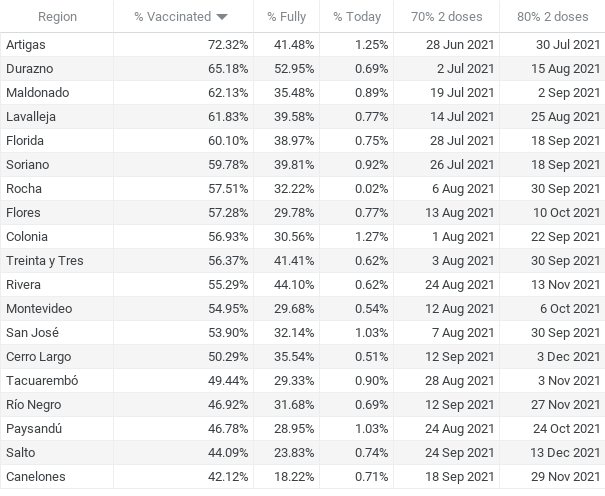 Region % Vaccinated % Fully % Today 70% 2 doses 80% 2 doses
Artigas 72.32% 41.48% 1.25% 28 Jun 2021 30 Jul 2021
Durazno 65.18% 52.95% 0.69% 2 Jul 2021 15 Aug 2021
Maldonado 62.13% 35.48% 0.89% 19 Jul 2021 2 Sep 2021
Lavalleja 61.83% 39.58% 0.77% 14 Jul 2021 25 Aug 2021
Florida 60.10% 38.97% 0.75% 28 Jul 2021 18 Sep 2021
Soriano 59.78% 39.81% 0.92% 26 Jul 2021 18 Sep 2021
Rocha 57.51% 32.22% 0.02% 6 Aug 2021 30 Sep 2021
Flores 57.28% 29.78% 0.77% 13 Aug 2021 10 Oct 2021
Colonia 56.93% 30.56% 1.27% 1 Aug 2021 22 Sep 2021
Treinta y Tres 56.37% 41.41% 0.62% 3 Aug 2021 30 Sep 2021
Rivera 55.29% 44.10% 0.62% 24 Aug 2021 13 Nov 2021
Montevideo 54.95% 29.68% 0.54% 12 Aug 2021 6 Oct 2021
San José 53.90% 32.14% 1.03% 7 Aug 2021 30 Sep 2021
Cerro Largo 50.29% 35.54% 0.51% 12 Sep 2021 3 Dec 2021
Tacuarembó 49.44% 29.33% 0.90% 28 Aug 2021 3 Nov 2021
Río Negro 46.92% 31.68% 0.69% 12 Sep 2021 27 Nov 2021
Paysandú 46.78% 28.95% 1.03% 24 Aug 2021 24 Oct 2021
Salto 44.09% 23.83% 0.74% 24 Sep 2021 13 Dec 2021
Canelones 42.12% 18.22% 0.71% 18 Sep 2021 29 Nov 2021